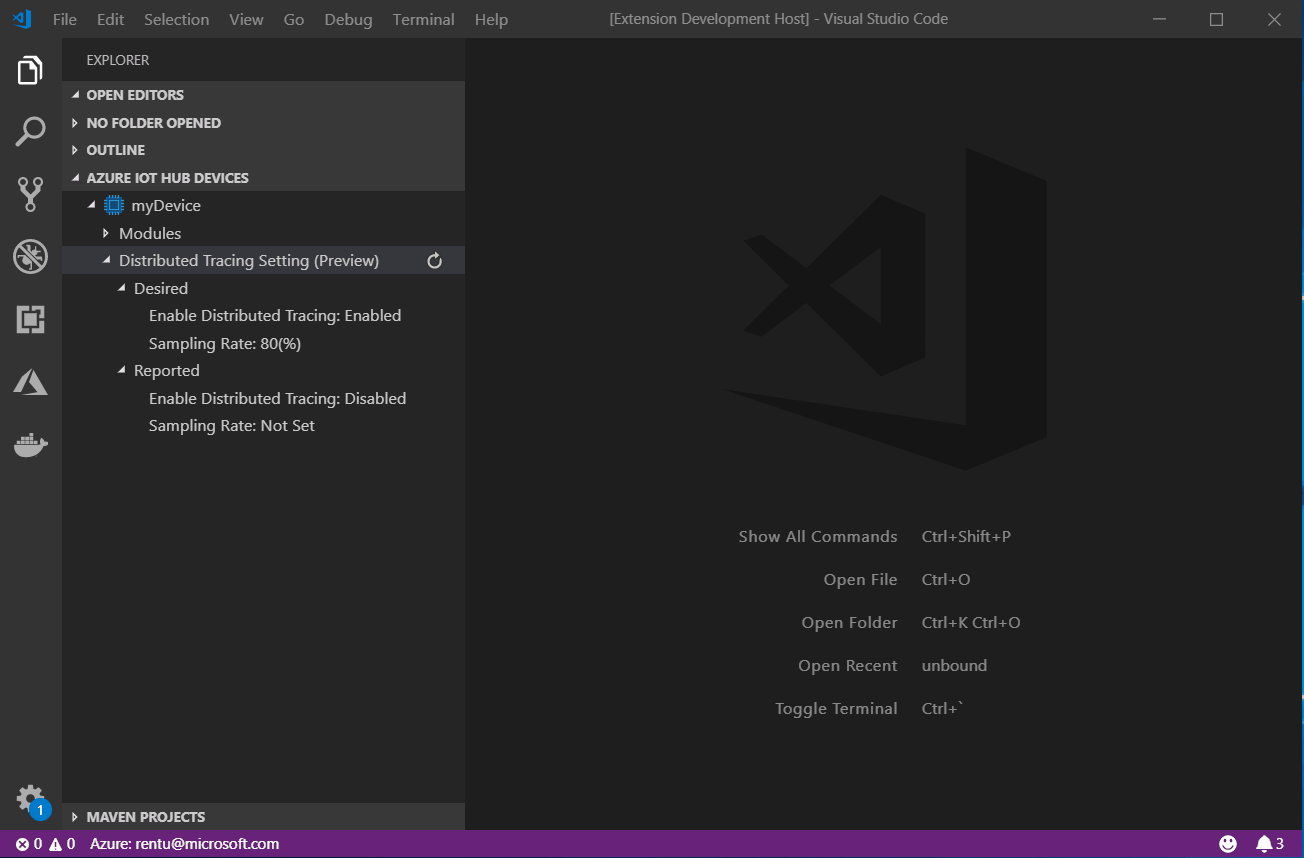 File Edit Selection View Go Debug Terminal Help [Extension Development Host] - Visual Studio Code
EXPLORER
OPEN EDITORS
NO FOLDER OPENED
OUTLINE
AZURE IOT HUB DEVICES
myDevice
Modules
Distributed Tracing Setting (Preview)
Desired
Enable Distributed Tracing: Enabled
Sampling Rate: 80(%)
Reported
Enable Distributed Tracing: Disabled
Sampling Rate: Not Set
Show All Commands Ctrl+Shift+P
Open File Ctrl+O
Open Folder Ctrl+K Ctrl+O
Open Recent unbound
Toggle Terminal Ctrl+`
1
MAVEN PROJECTS
0 0 Azure: rentu@microsoft.com 3